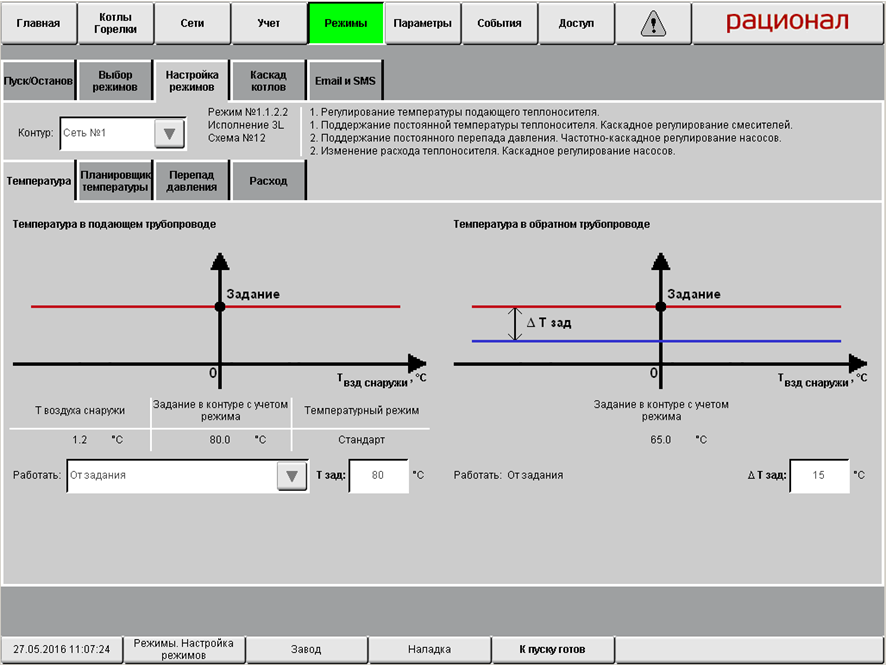 Главная
Котлы
Горелки
Сети
Учет
Режимы
Параметры
События
Доступ
рационал
Пуск/Останов
Выбор
режимов
Настройка
режимов
Каскад
котлов
Email и SMS
Контур:
Сеть №1
Режим №1.1.2.2
Исполнение 3L
Схема №12
1. Регулирование температуры подающего теплоносителя.
1. Поддержание постоянной температуры теплоносителя. Каскадное регулирование смесителей.
2. Поддержание постоянного перепада давления. Частотно-каскадное регулирование насосов.
2. Изменение расхода теплоносителя. Каскадное регулирование насосов.
Температура
Планировщик
температуры
Перепад
давления
Расход
Температура в подающем трубопроводе
Задание
0
T взд снаружи, °C
Т воздуха снаружи
Задание в контуре с учетом
режима
Температурный режим
1.2 °C
80.0 °C
Стандарт
Работать:
От задания
Т зад:
80
°C
Температура в обратном трубопроводе
Задание
Δ Т зад
0
T взд снаружи, °C
Задание в контуре с учетом
режима
65.0 °C
Работать: От задания
Δ Т зад:
15
°C
27.05.2016 11:07:24
Режимы. Настройка
режимов
Завод
Наладка
К пуску готов